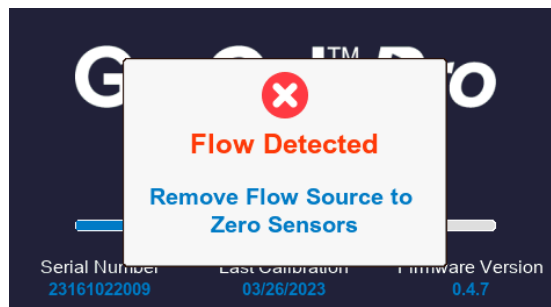 TM
Flow Detected
Remove Flow Source to
Zero Sensors
Serial Number Last Calibration Firmware Version
23161022009 03/26/2023 0.4.7